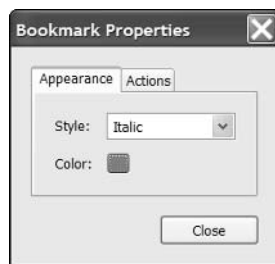 Bookmark Properties
Appearance Actions
Style: Italic
Color:
Close